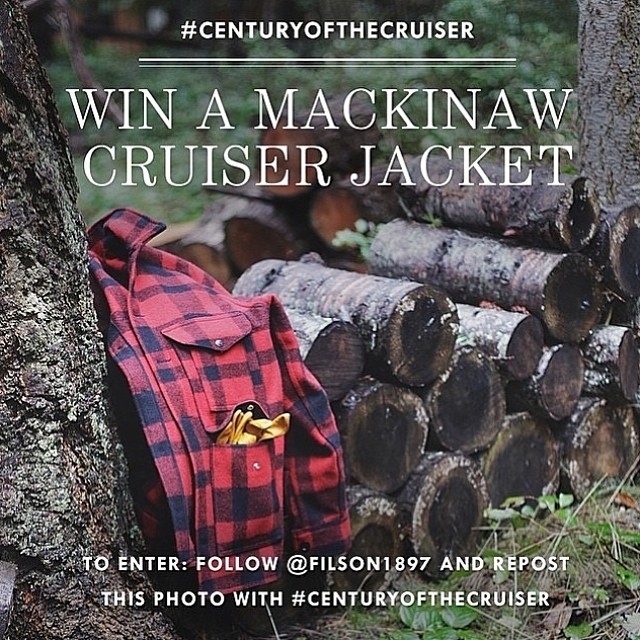 #CENTURYOFTHECRUISER
WIN A MACKINAW
CRUISER JACKET
TO ENTER: FOLLOW @FILSON1897 AND REPOST
THIS PHOTO WITH #CENTURYOFTHECRUISER